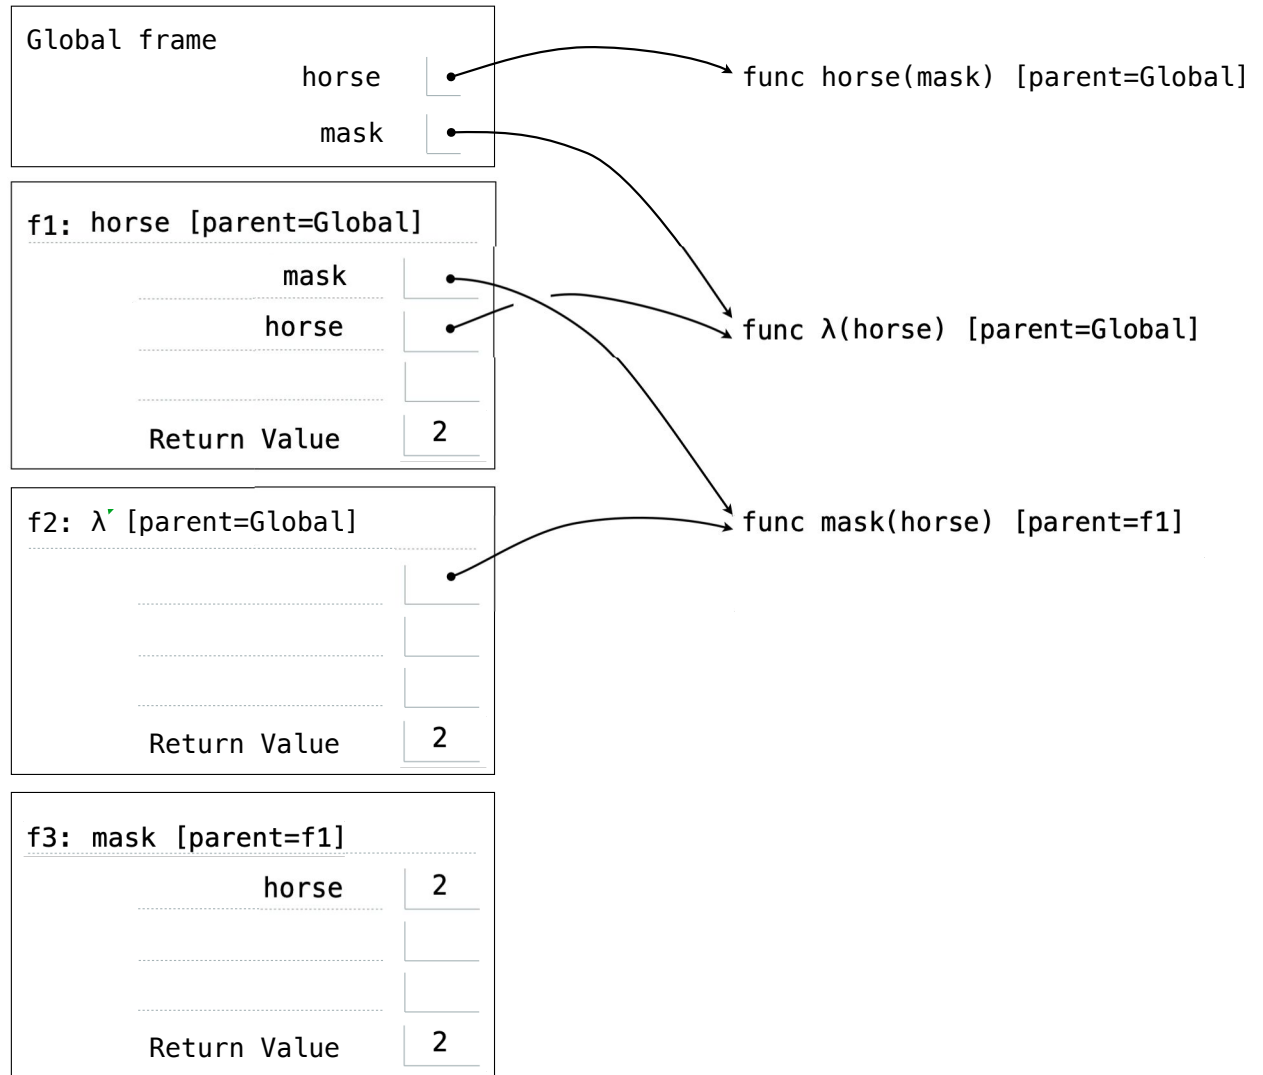 Global frame
horse
func horse(mask) [parent=Global]
mask
f1: horse [parent=Global]
mask
horse
func λ(horse) [parent=Global]
Return Value 2
f2: λ [parent=Global]
func mask(horse) [parent=f1]
Return Value 2
f3: mask [parent=f1]
horse 2
Return Value 2